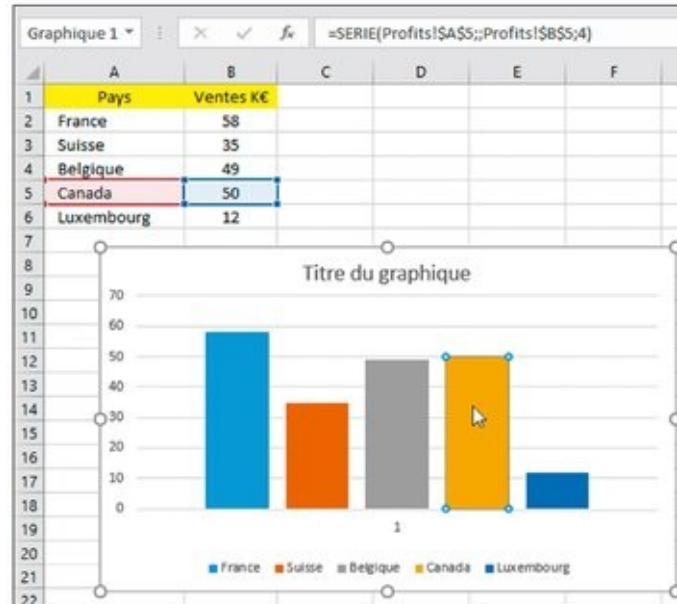 Graphique 1 fx =SERIE(Profits!$A$5;;Profits!$B$5;4)
A B C D E F
1 Pays Ventes K€
2 France 58
3 Suisse 35
4 Belgique 49
5 Canada 50
6 Luxembourg 12
7
8
9
10
11
12
13
14
15
16
17
18
19
20
21
22
Titre du graphique
70
60
50
40
30
20
10
0
1
France Suisse Belgique Canada Luxembourg